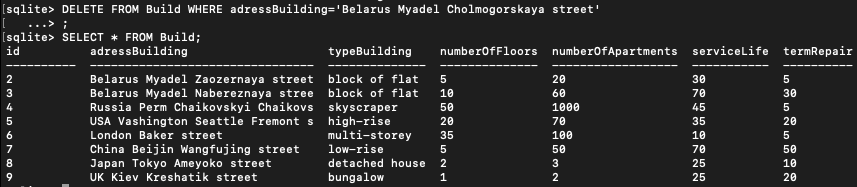 [sqlite> DELETE FROM Build WHERE adressBuilding='Belarus Myadel Cholmogorskaya street'
[   ...> ;
[sqlite> SELECT * FROM Build;
id          adressBuilding                    typeBuilding   numberOfFloors  numberOfApartments  serviceLife  termRepair
----------  --------------------------------  -------------  --------------  ------------------  -----------  ----------
2           Belarus Myadel Zaozernaya street  block of flat  5               20                  30           5
3           Belarus Myadel Nabereznaya stree  block of flat  10              60                  70           30
4           Russia Perm Chaikovskyi Chaikovs  skyscraper     50              1000                45           5
5           USA Vashington Seattle Fremont s  high-rise      20              70                  35           20
6           London Baker street               multi-storey   35              100                 10           5
7           China Beijin Wangfujing street    low-rise       5               50                  70           50
8           Japan Tokyo Ameyoko street        detached house  2               3                   25           10
9           UK Kiev Kreshatik street          bungalow       1               2                   25           20